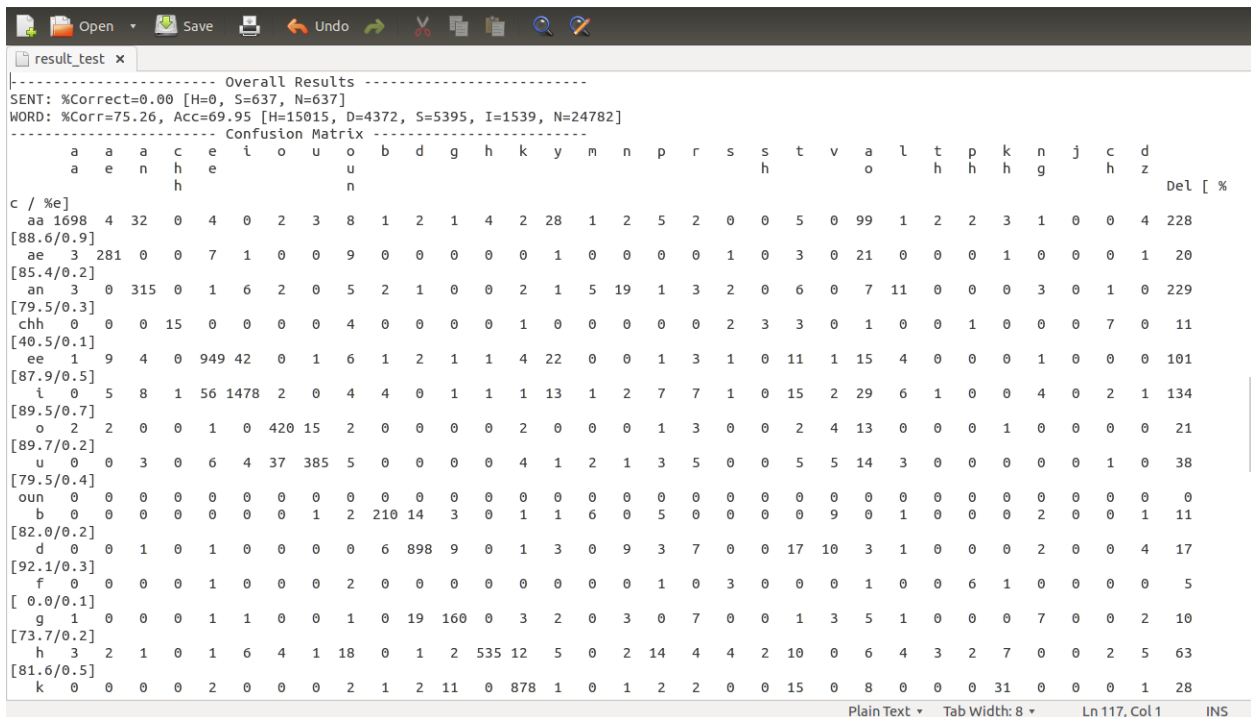 Open Save Undo
result_test ×
------------------------ Overall Results --------------------------
SENT: %Correct=0.00 [H=0, S=637, N=637]
WORD: %Corr=75.26, Acc=69.95 [H=15015, D=4372, S=5395, I=1539, N=24782]
------------------------ Confusion Matrix -------------------------
a a a c e i o u o b d g h k y m n p r s s t v a l t p k n j c d
a e n h e u h o h h h g h z
h n Del [ %
c / %e]
aa 1698 4 32 0 4 0 2 3 8 1 2 1 4 2 28 1 2 5 2 0 0 5 0 99 1 2 2 3 1 0 0 4 228
[88.6/0.9]
ae 3 281 0 0 7 1 0 0 9 0 0 0 0 0 1 0 0 0 0 1 0 3 0 21 0 0 0 1 0 0 0 1 20
[85.4/0.2]
an 3 0 315 0 1 6 2 0 5 2 1 0 0 2 1 5 19 1 3 2 0 6 0 7 11 0 0 0 3 0 1 0 229
[79.5/0.3]
chh 0 0 0 15 0 0 0 0 4 0 0 0 0 1 0 0 0 0 0 2 3 3 0 1 0 0 1 0 0 0 7 0 11
[40.5/0.1]
ee 1 9 4 0 949 42 0 1 6 1 2 1 1 4 22 0 0 1 3 1 0 11 1 15 4 0 0 0 1 0 0 0 101
[87.9/0.5]
i 0 5 8 1 56 1478 2 0 4 4 0 1 1 1 13 1 2 7 7 1 0 15 2 29 6 1 0 0 4 0 2 1 134
[89.5/0.7]
o 2 2 0 0 1 0 420 15 2 0 0 0 0 2 0 0 0 1 3 0 0 2 4 13 0 0 0 1 0 0 0 0 21
[89.7/0.2]
u 0 0 3 0 6 4 37 385 5 0 0 0 0 4 1 2 1 3 5 0 0 5 5 14 3 0 0 0 0 0 1 0 38
[79.5/0.4]
oun 0 0 0 0 0 0 0 0 0 0 0 0 0 0 0 0 0 0 0 0 0 0 0 0 0 0 0 0 0 0 0 0 0
b 0 0 0 0 0 0 0 1 2 210 14 3 0 1 1 6 0 5 0 0 0 0 9 0 1 0 0 0 2 0 0 1 11
[82.0/0.2]
d 0 0 1 0 1 0 0 0 0 6 898 9 0 1 3 0 9 3 7 0 0 17 10 3 1 0 0 0 2 0 0 4 17
[92.1/0.3]
f 0 0 0 0 1 0 0 0 2 0 0 0 0 0 0 0 0 1 0 3 0 0 0 1 0 0 6 1 0 0 0 0 5
[ 0.0/0.1]
g 1 0 0 0 1 1 0 0 1 0 19 160 0 3 2 0 3 0 7 0 0 1 3 5 1 0 0 0 7 0 0 2 10
[73.7/0.2]
h 3 2 1 0 1 6 4 1 18 0 1 2 535 12 5 0 2 14 4 4 2 10 0 6 4 3 2 7 0 0 2 5 63
[81.6/0.5]
k 0 0 0 0 2 0 0 0 2 1 2 11 0 878 1 0 1 2 2 0 0 15 0 8 0 0 0 31 0 0 0 1 28
Plain Text Tab Width: 8 Ln 117, Col 1 INS